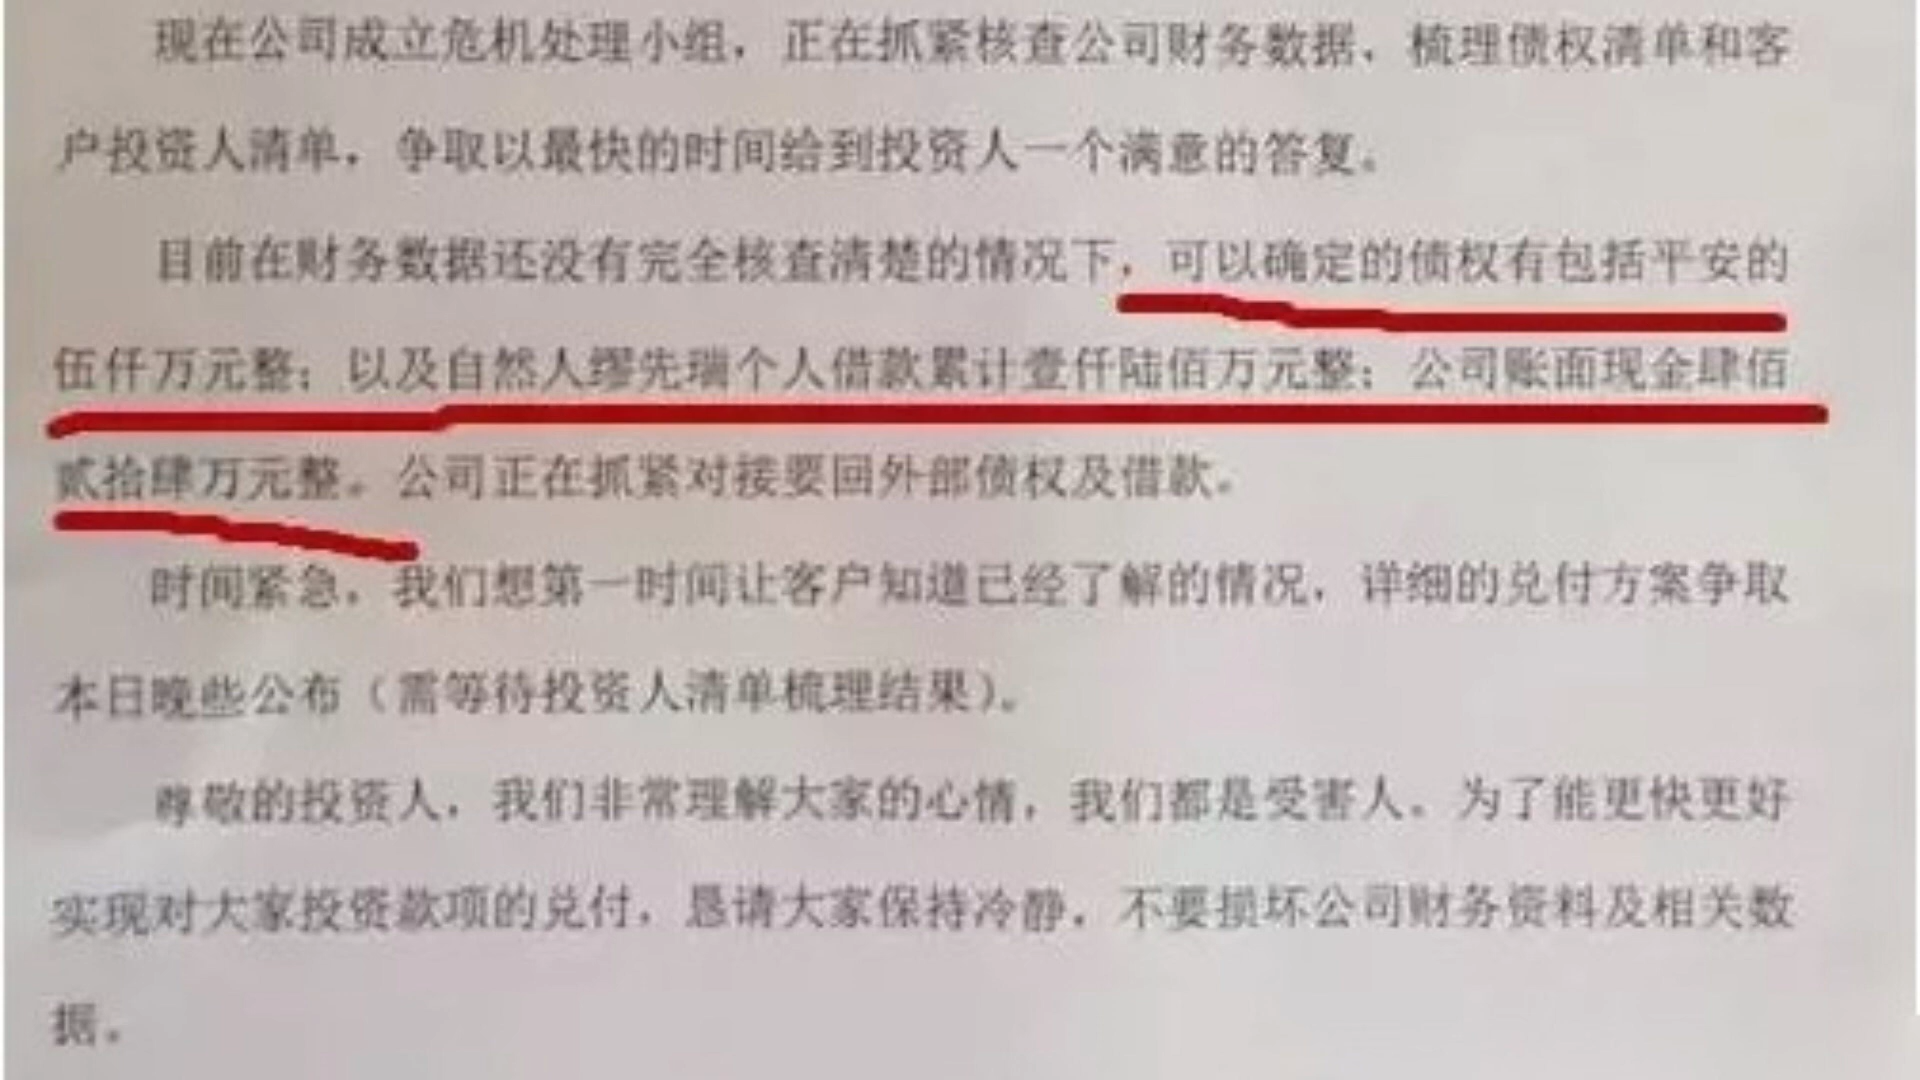 现在公司成立危机处理小组，正在抓紧核查公司财务数据、梳理债权清单和客
户投资人清单，争取以最快的时间给到投资人一个满意的答复。
目前在财务数据还没有完全核查清楚的情况下，可以确定的债权有包括平安的
伍仟万元整；以及自然人缪先瑞个人借款累计壹仟陆佰万元整；公司账面现金肆佰
贰拾肆万元整。公司正在抓紧对接要回外部债权及借款。
时间紧急，我们想第一时间让客户知道已经了解的情况，详细的兑付方案争取
本日晚些公布（需等待投资人清单梳理结果）。
尊敬的投资人，我们非常理解大家的心情，我们都是受害人。为了能更快更好
实现对大家投资款项的兑付，恳请大家保持冷静，不要损坏公司财务资料及相关数
据。